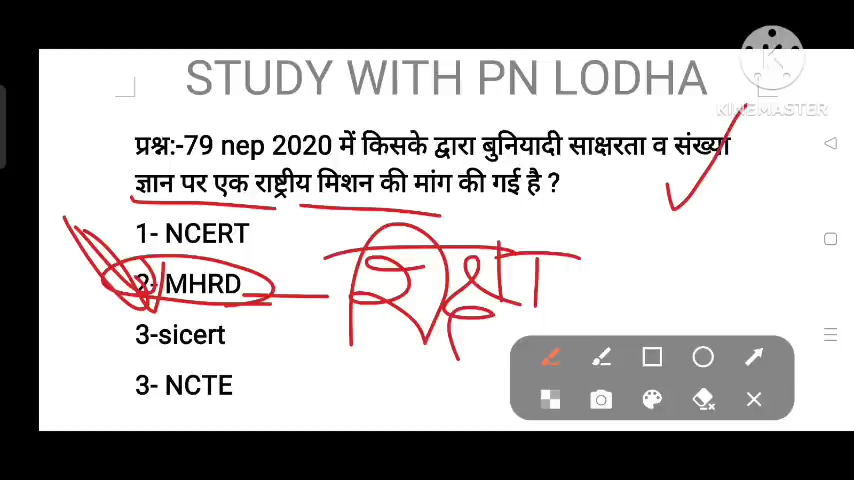 STUDY WITH PN LODHA
KINEMASTER
प्रश्न:-79 nep 2020 में किसके द्वारा बुनियादी साक्षरता व संख्या
ज्ञान पर एक राष्ट्रीय मिशन की मांग की गई है ?
1- NCERT
2- MHRD
3-sicert
3- NCTE